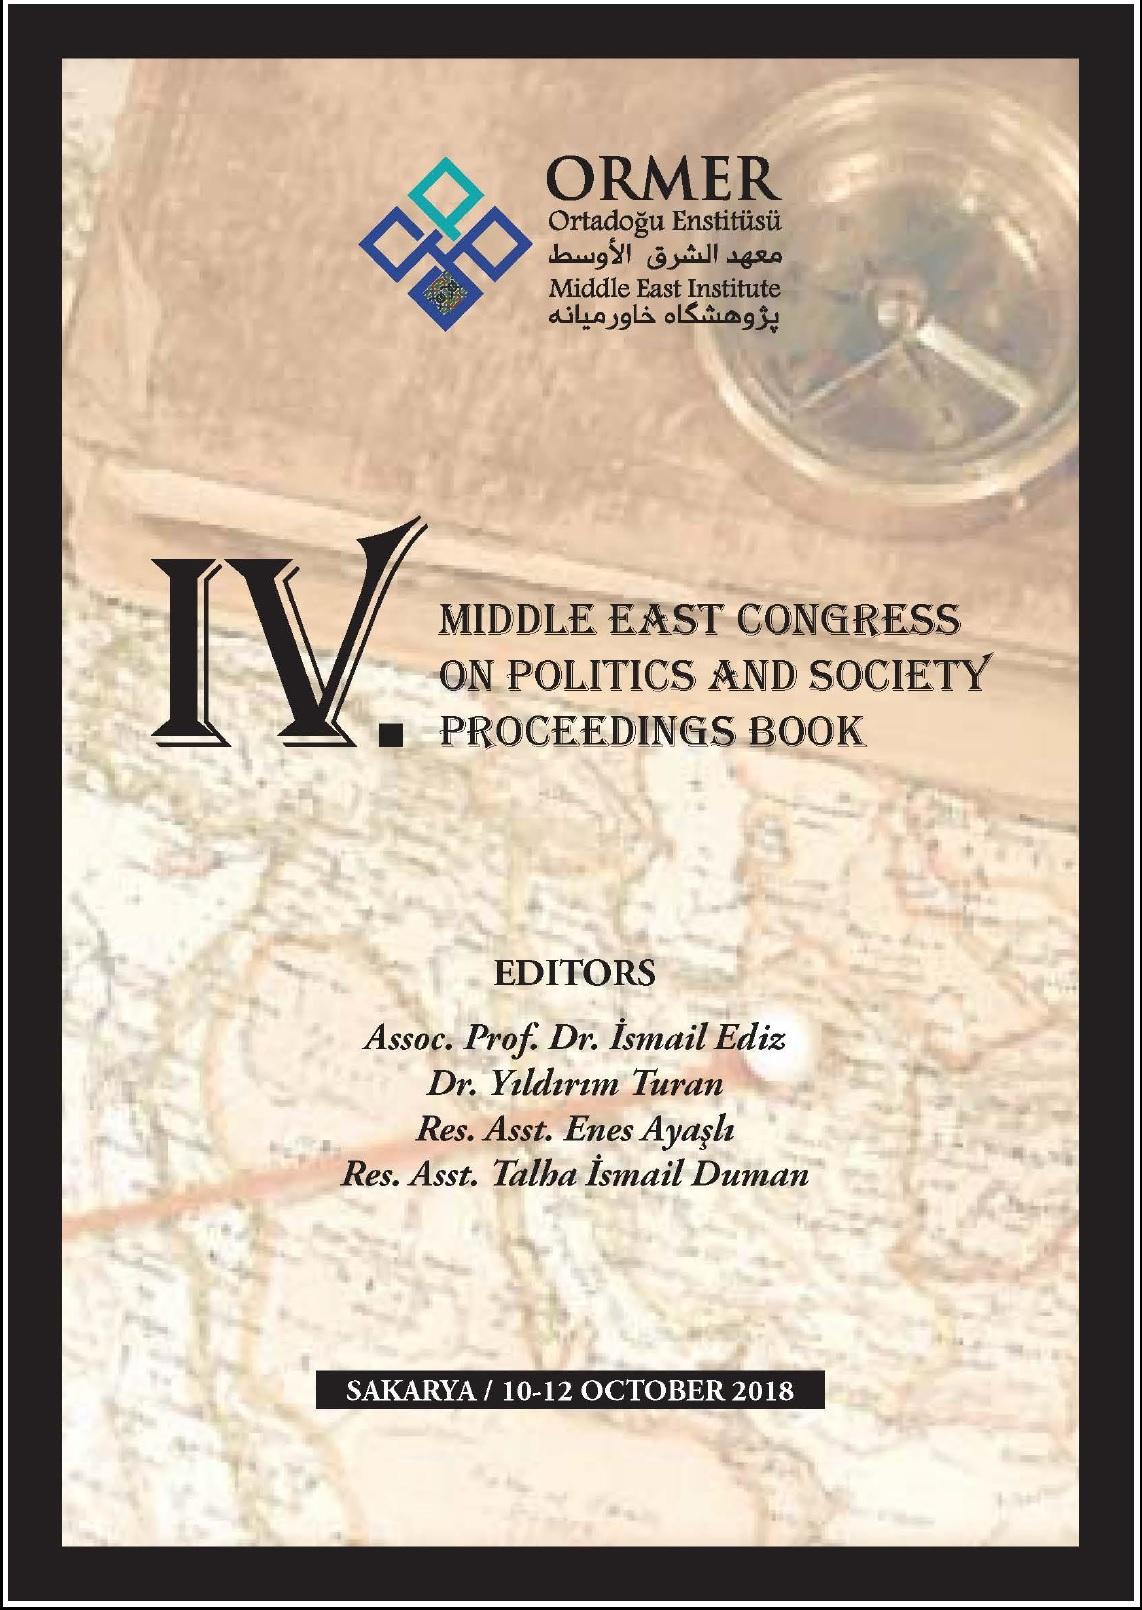 ORMER
Ortadoğu Enstitüsü
معهد الشرق الأوسط
Middle East Institute
پژوهشگاه خاورمیانه
IV.
MIDDLE EAST CONGRESS
ON POLITICS AND SOCIETY
PROCEEDINGS BOOK
EDITORS
Assoc. Prof. Dr. İsmail Ediz
Dr. Yıldırım Turan
Res. Asst. Enes Ayaşlı
Res. Asst. Talha İsmail Duman
SAKARYA / 10-12 OCTOBER 2018